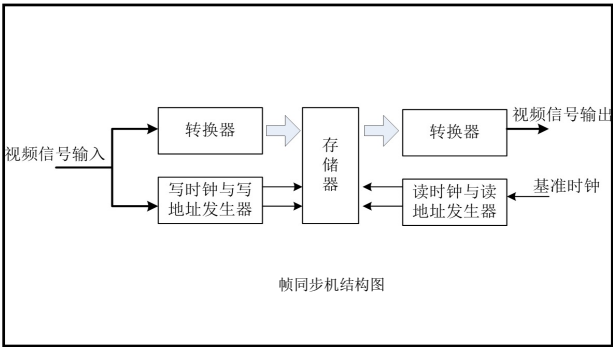 视频信号输入
转换器
写时钟与写
地址发生器
存
储
器
转换器
读时钟与读
地址发生器
视频信号输出
基准时钟
帧同步机结构图